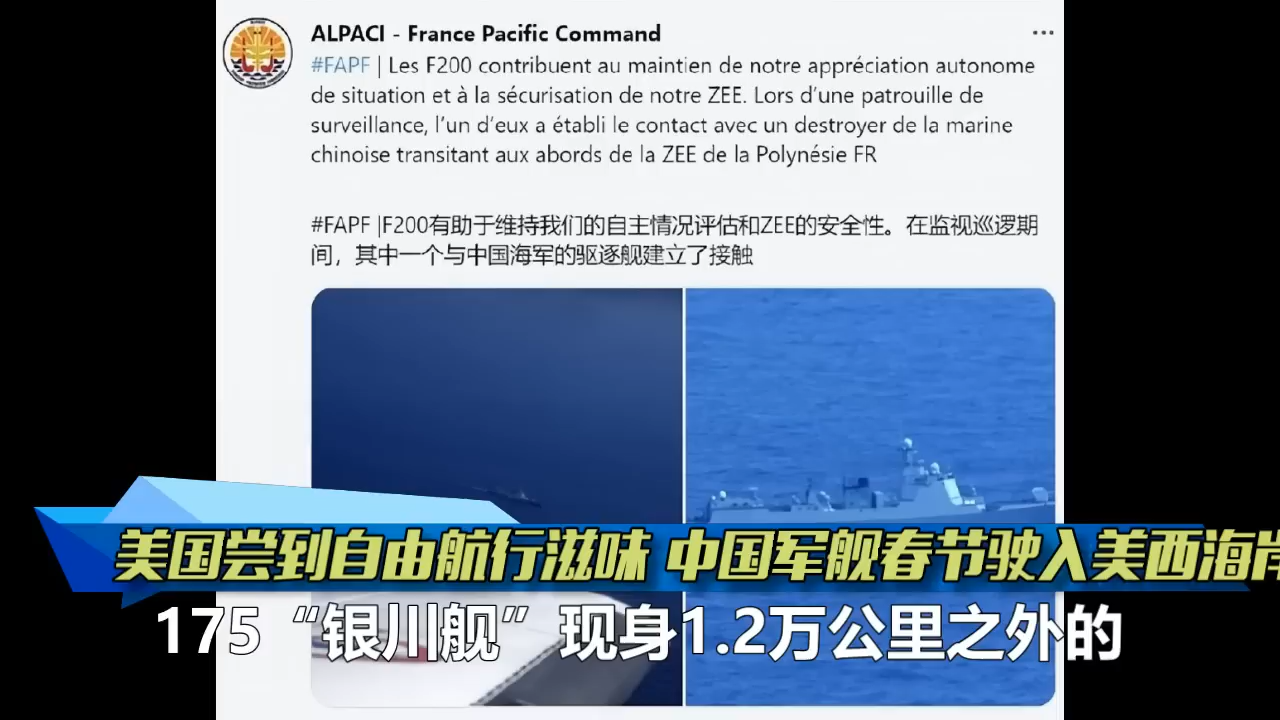 ALPACI - France Pacific Command
#FAPF | Les F200 contribuent au maintien de notre appréciation autonome
de situation et à la sécurisation de notre ZEE. Lors d'une patrouille de
surveillance, l'un d'eux a établi le contact avec un destroyer de la marine
chinoise transitant aux abords de la ZEE de la Polynésie FR
#FAPF |F200有助于维持我们的自主情况评估和ZEE的安全性。在监视巡逻期
间，其中一个与中国海军的驱逐舰建立了接触
美国尝到自由航行滋味 中国军舰春节驶入美西海岸
175“银川舰”现身1.2万公里之外的